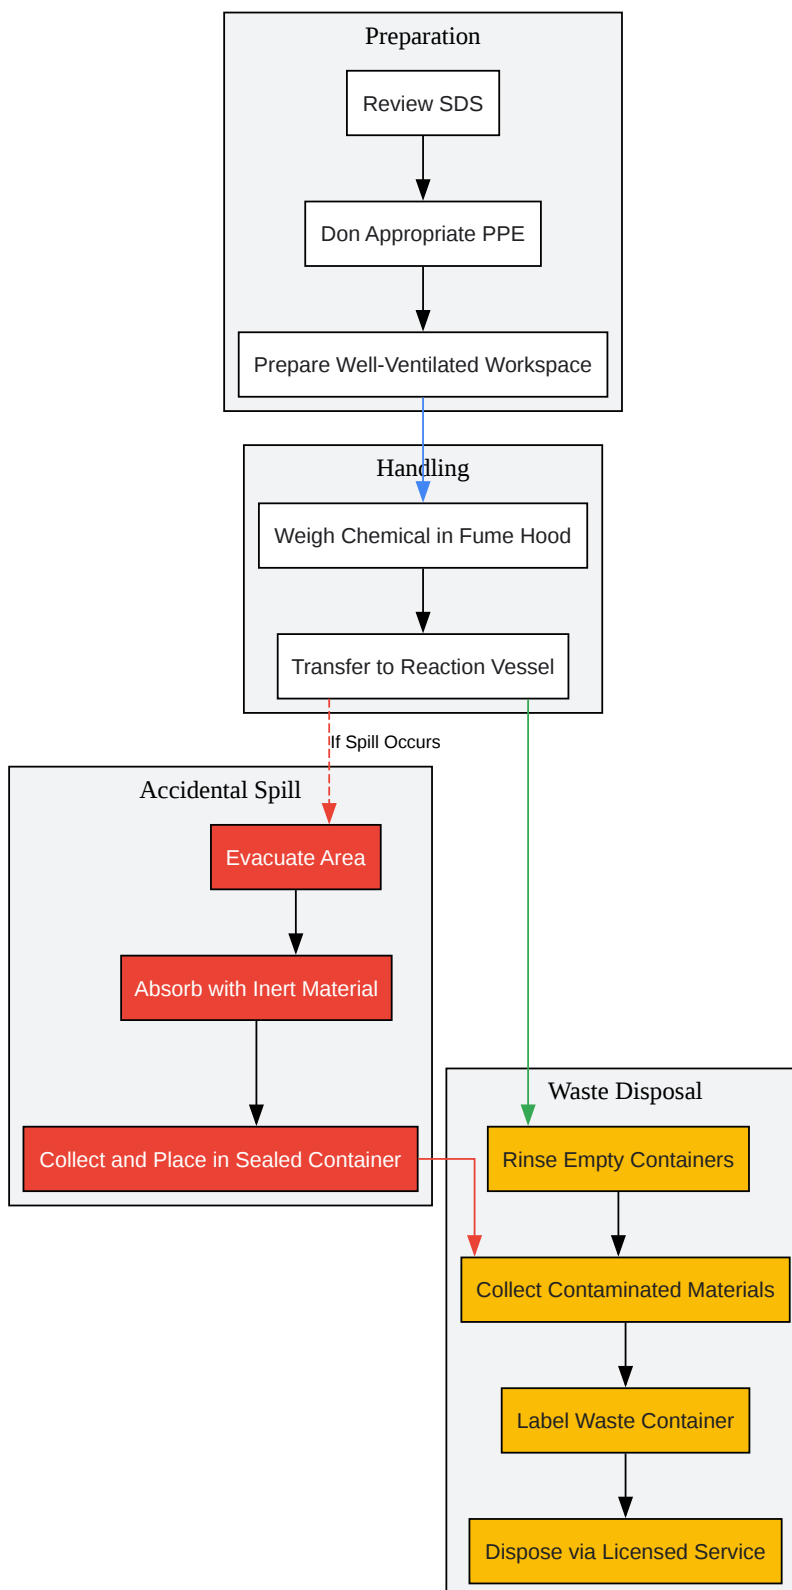 Preparation
Review SDS
Don Appropriate PPE
Prepare Well-Ventilated Workspace
Handling
Weigh Chemical in Fume Hood
Transfer to Reaction Vessel
If Spill Occurs
Accidental Spill
Evacuate Area
Absorb with Inert Material
Collect and Place in Sealed Container
Waste Disposal
Rinse Empty Containers
Collect Contaminated Materials
Label Waste Container
Dispose via Licensed Service